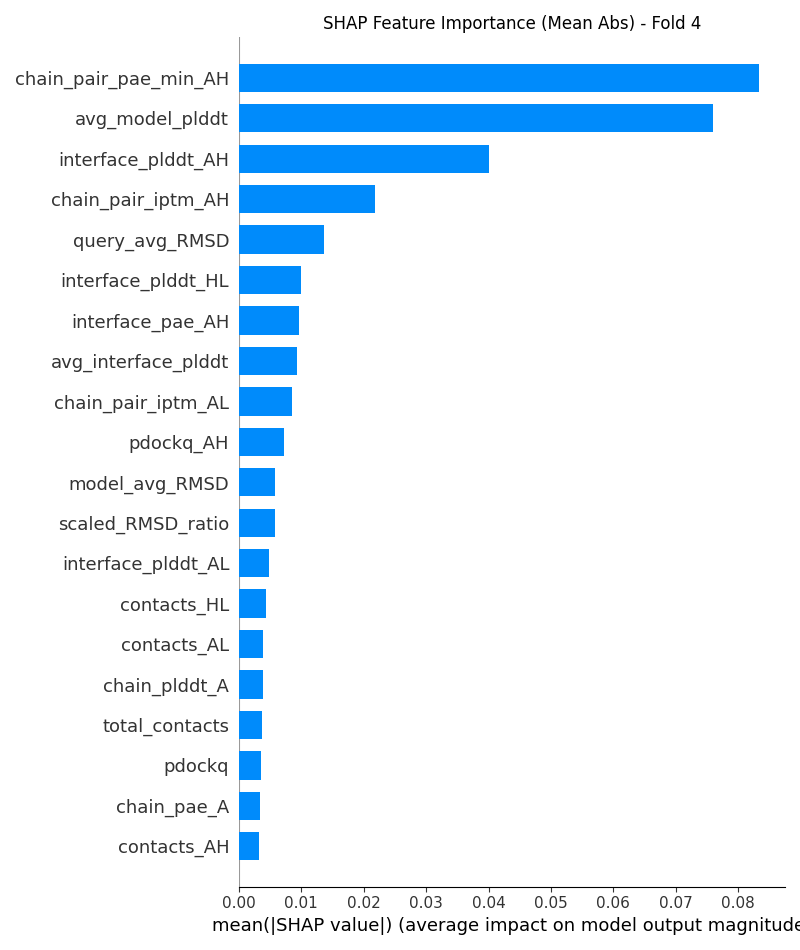 SHAP Feature Importance (Mean Abs) - Fold 4
chain_pair_pae_min_AH
avg_model_plddt
interface_plddt_AH
chain_pair_iptm_AH
query_avg_RMSD
interface_plddt_HL
interface_pae_AH
avg_interface_plddt
chain_pair_iptm_AL
pdockq_AH
model_avg_RMSD
scaled_RMSD_ratio
interface_plddt_AL
contacts_HL
contacts_AL
chain_plddt_A
total_contacts
pdockq
chain_pae_A
contacts_AH
0.00 0.01 0.02 0.03 0.04 0.05 0.06 0.07 0.08
mean(|SHAP value|) (average impact on model output magnitude